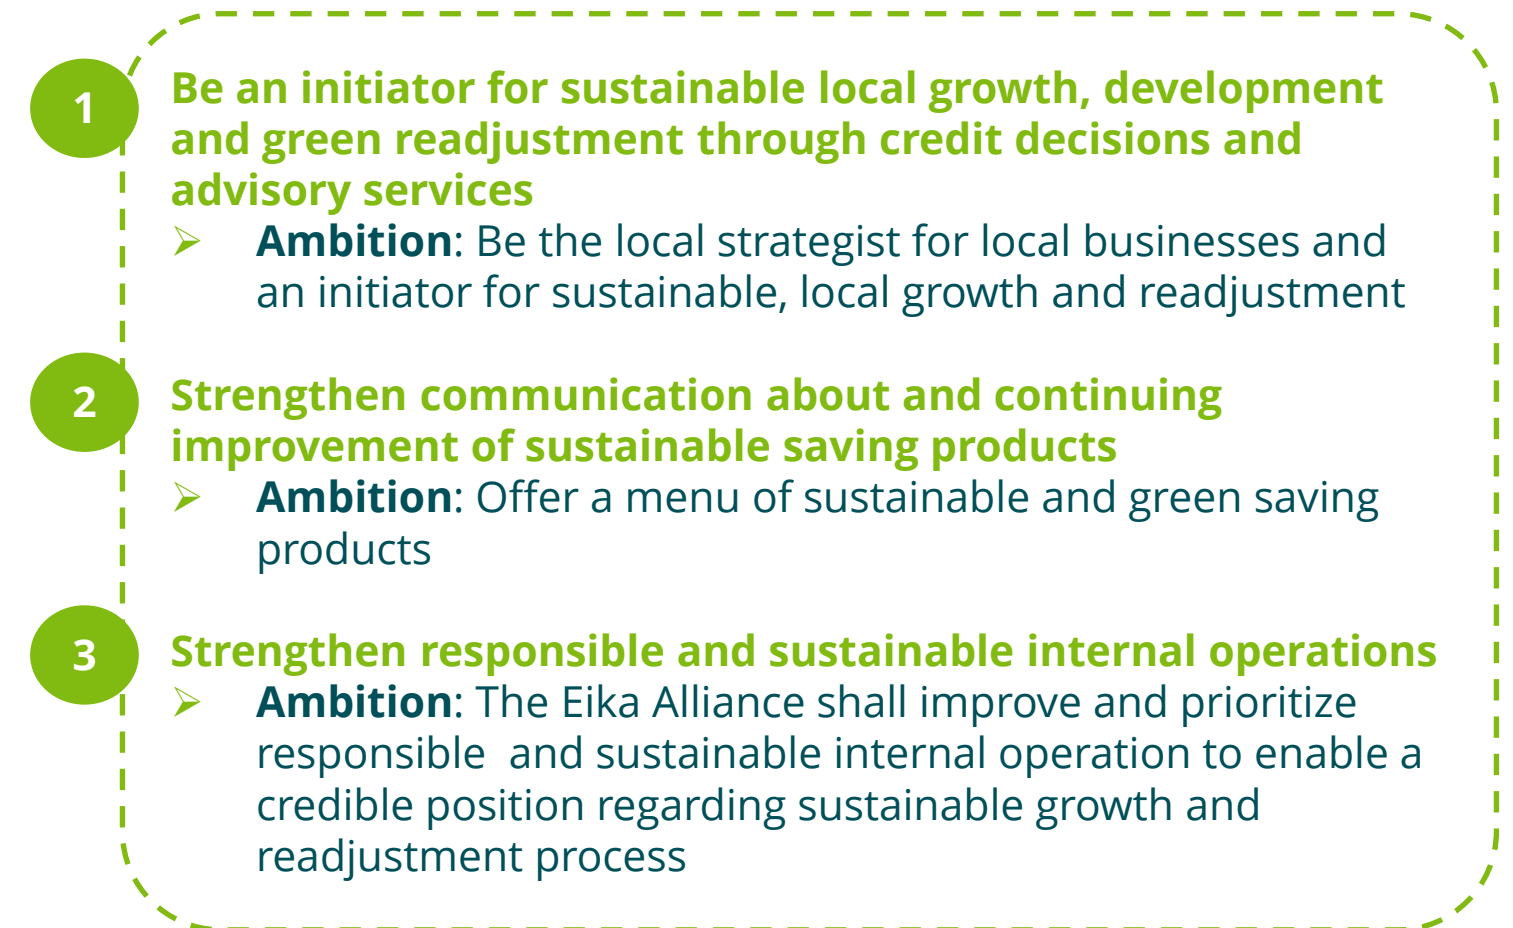 1
Be an initiator for sustainable local growth, development
and green readjustment through credit decisions and
advisory services
➢ Ambition: Be the local strategist for local businesses and
an initiator for sustainable, local growth and readjustment
2
Strengthen communication about and continuing
improvement of sustainable saving products
➢ Ambition: Offer a menu of sustainable and green saving
products
3
Strengthen responsible and sustainable internal operations
➢ Ambition: The Eika Alliance shall improve and prioritize
responsible  and sustainable internal operation to enable a
credible position regarding sustainable growth and
readjustment process